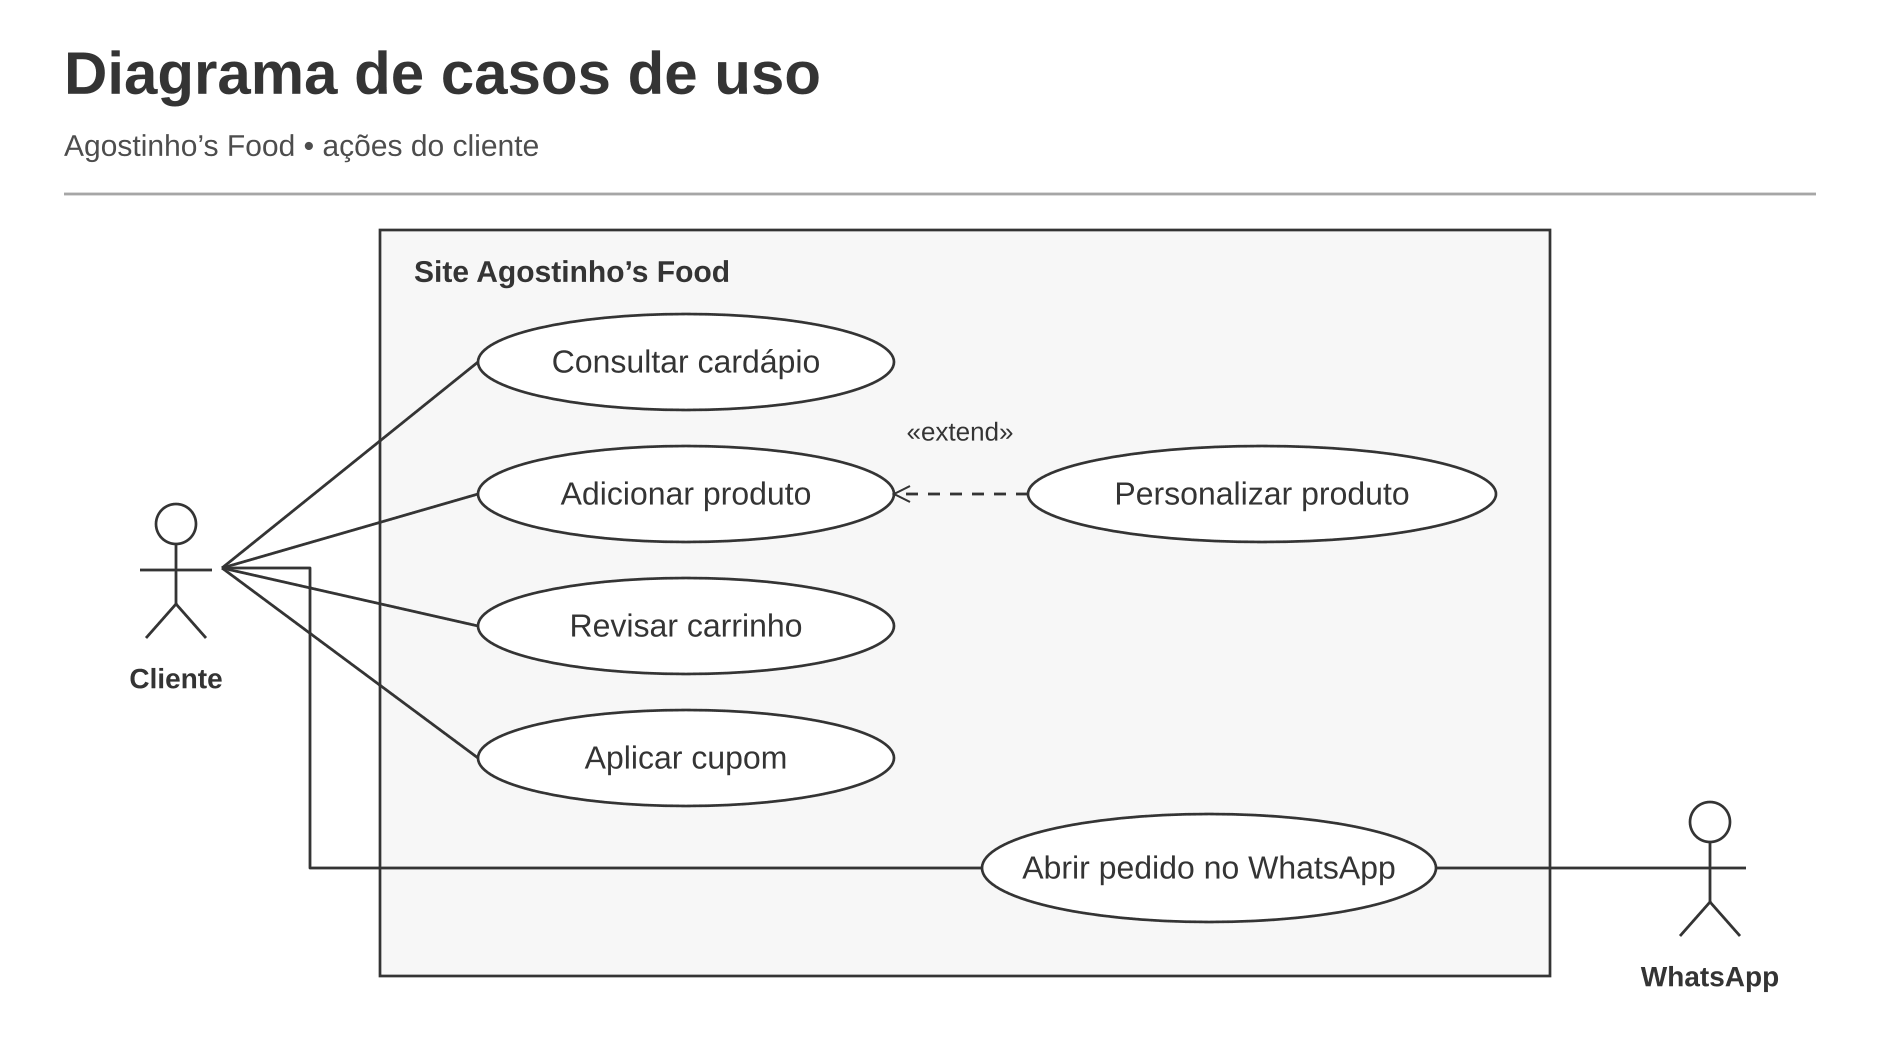 Diagrama de casos de uso
Agostinho’s Food • ações do cliente
Site Agostinho’s Food
Consultar cardápio
«extend»
Adicionar produto
Personalizar produto
Revisar carrinho
Cliente
Aplicar cupom
Abrir pedido no WhatsApp
WhatsApp